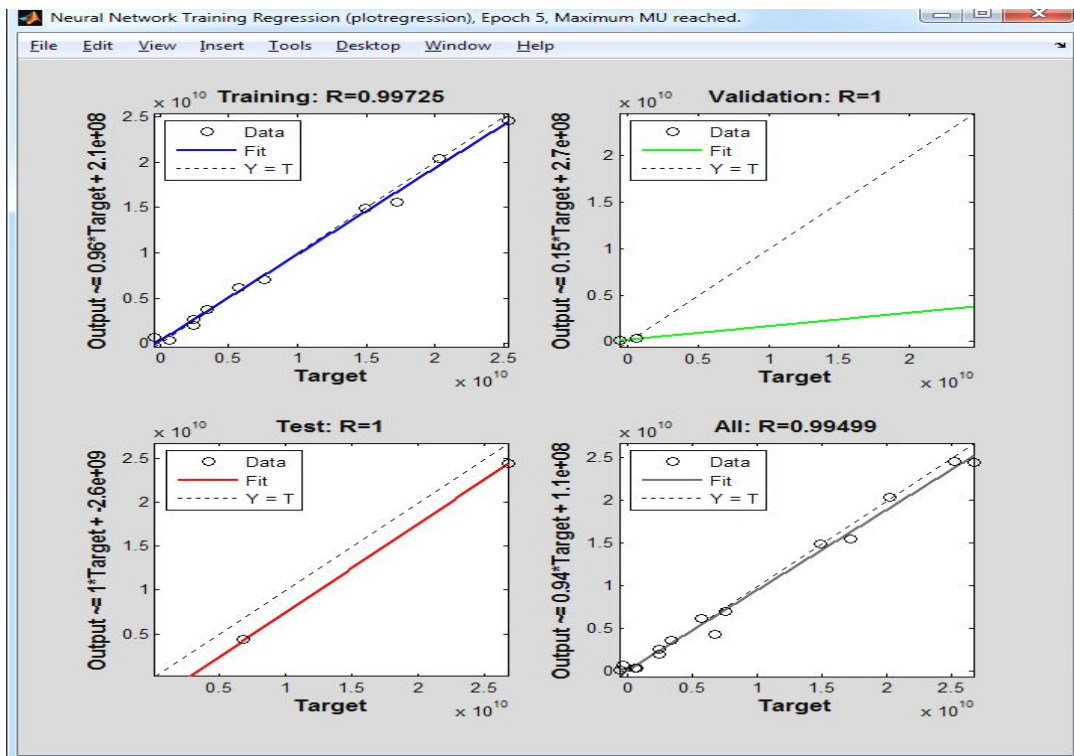 Neural Network Training Regression (plotregression), Epoch 5, Maximum MU reached.
File Edit View Insert Tools Desktop Window Help
x 10^10 Training: R=0.99725
Output ~= 0.96*Target + 2.1e+08
2.5
2
1.5
1
0.5
0
Data
Fit
Y = T
0 0.5 1 1.5 2 2.5
Target
x 10^10
x 10^10 Validation: R=1
Output ~= 0.15*Target + 2.7e+08
2
1.5
1
0.5
0
Data
Fit
Y = T
0 0.5 1 1.5 2
Target
x 10^10
x 10^10 Test: R=1
Output ~= 1*Target + -2.6e+09
2.5
2
1.5
1
0.5
Data
Fit
Y = T
0.5 1 1.5 2 2.5
Target
x 10^10
x 10^10 All: R=0.99499
Output ~= 0.94*Target + 1.1e+08
2.5
2
1.5
1
0.5
0
Data
Fit
Y = T
0 0.5 1 1.5 2 2.5
Target
x 10^10